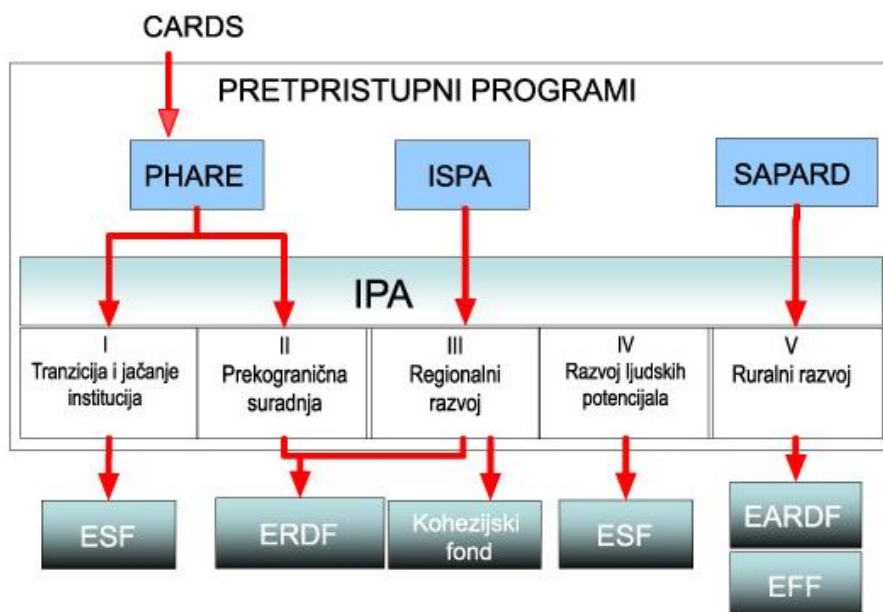 CARDS
PRETPRISTUPNI PROGRAMI
PHARE
ISPA
SAPARD
IPA
I
Tranzicija i jačanje
institucija
II
Prekogranična
suradnja
III
Regionalni
razvoj
IV
Razvoj ljudskih
potencijala
V
Ruralni razvoj
ESF
ERDF
Kohezijski
fond
ESF
EARDF
EFF